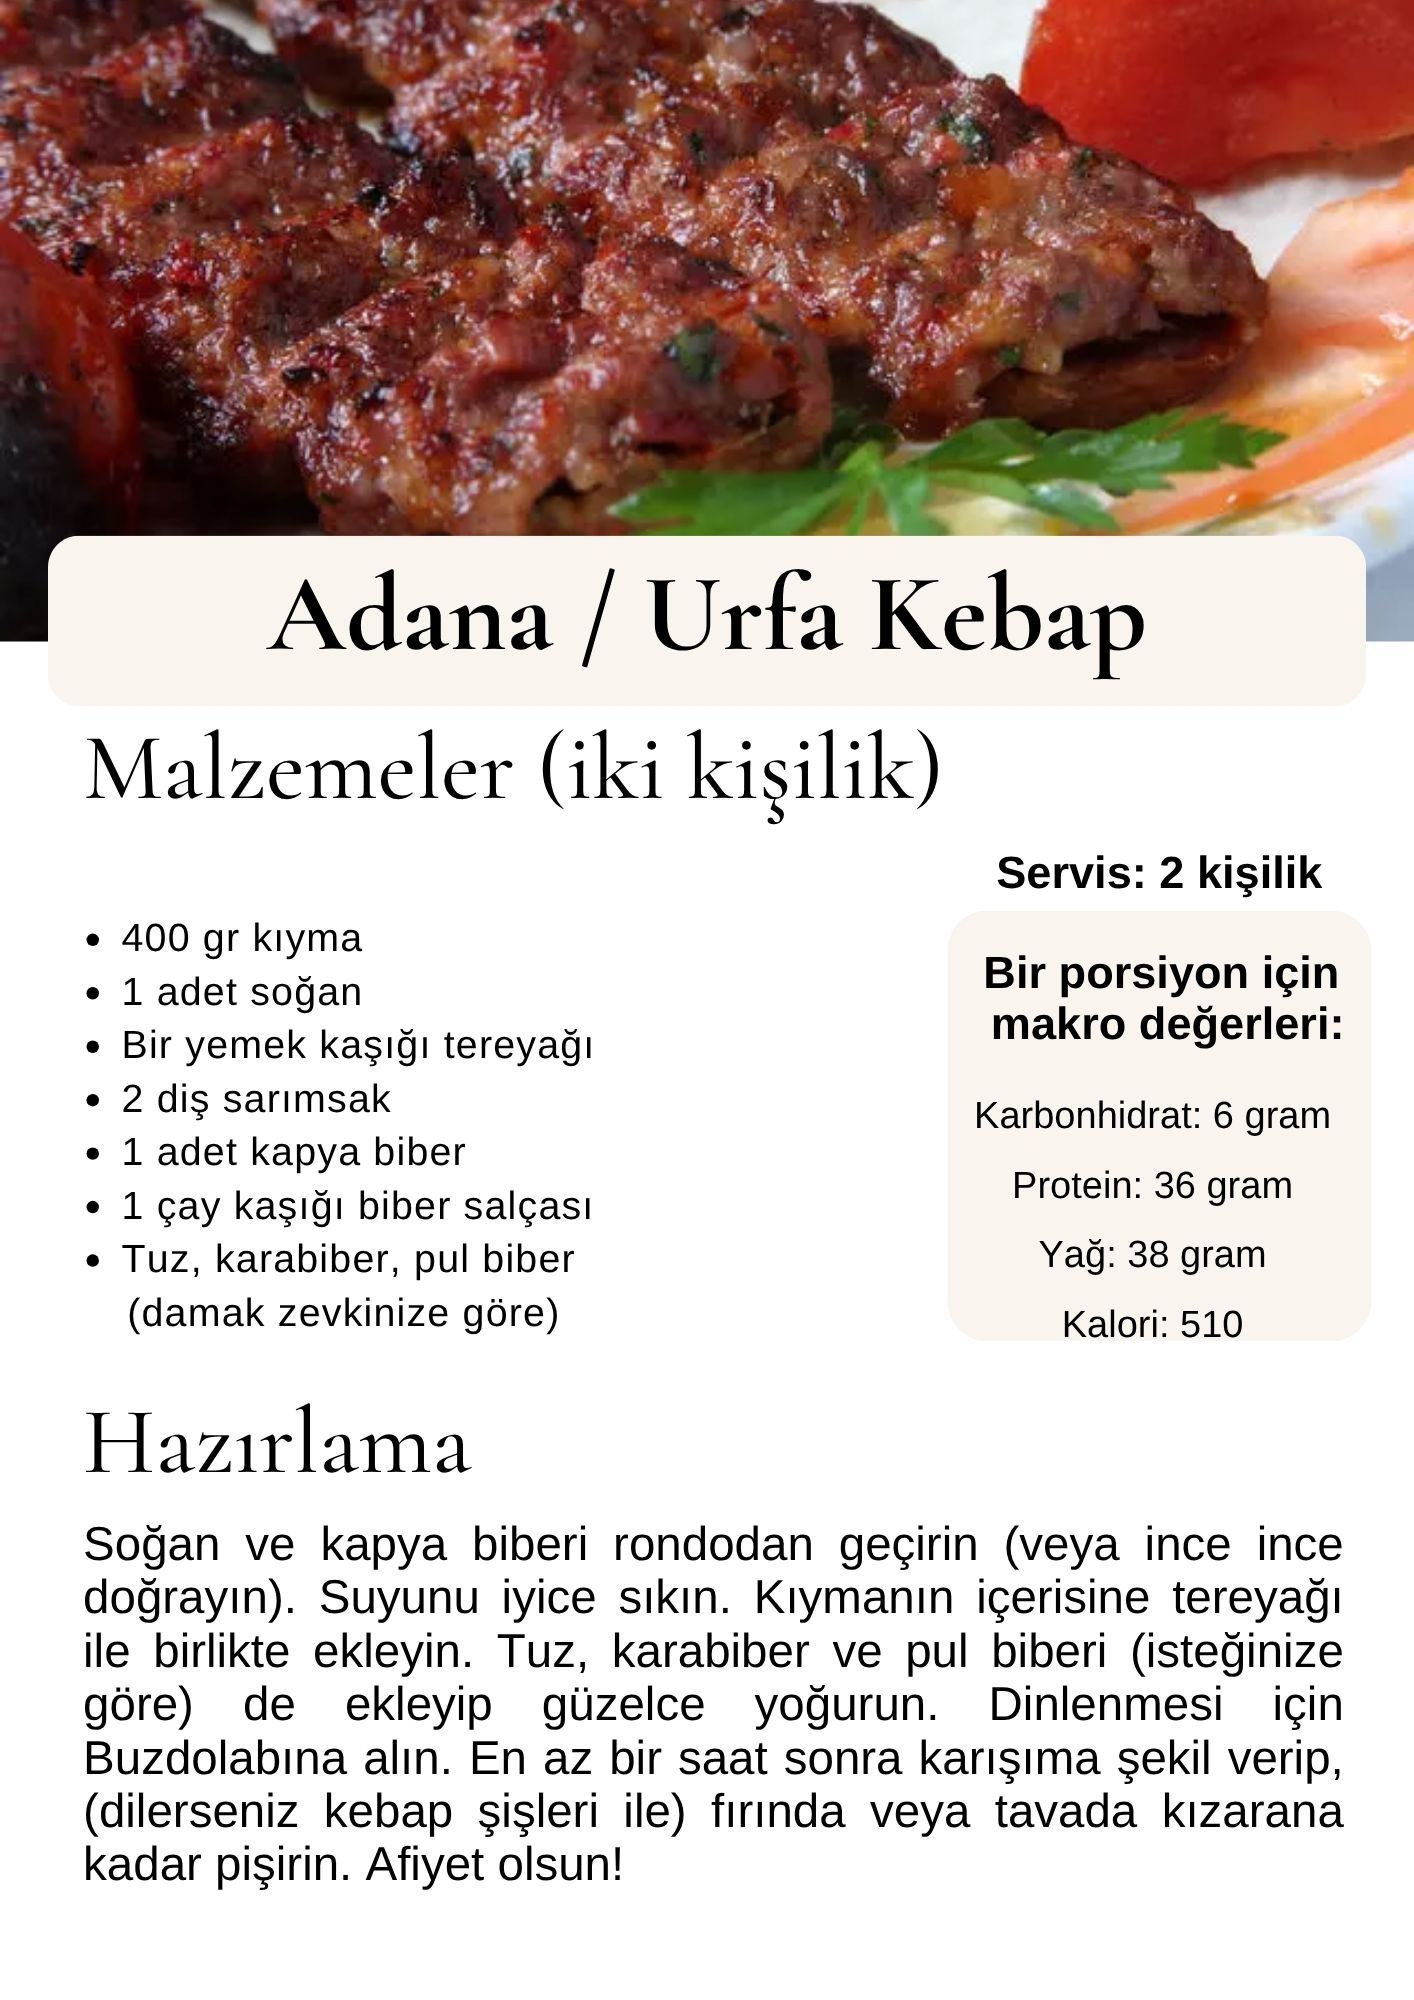 Adana / Urfa Kebap
Malzemeler (iki kişilik)
• 400 gr kıyma
• 1 adet soğan
• Bir yemek kaşığı tereyağı
• 2 diş sarımsak
• 1 adet kapya biber
• 1 çay kaşığı biber salçası
• Tuz, karabiber, pul biber
(damak zevkinize göre)
Servis: 2 kişilik
Bir porsiyon için
makro değerleri:
Karbonhidrat: 6 gram
Protein: 36 gram
Yağ: 38 gram
Kalori: 510
Hazırlama
Soğan ve kapya biberi rondodan geçirin (veya ince ince
doğrayın). Suyunu iyice sıkın. Kıymanın içerisine tereyağı
ile birlikte ekleyin. Tuz, karabiber ve pul biberi (isteğinize
göre) de ekleyip güzelce yoğurun. Dinlenmesi için
Buzdolabına alın. En az bir saat sonra karışıma şekil verip,
(dilerseniz kebap şişleri ile) fırında veya tavada kızarana
kadar pişirin. Afiyet olsun!